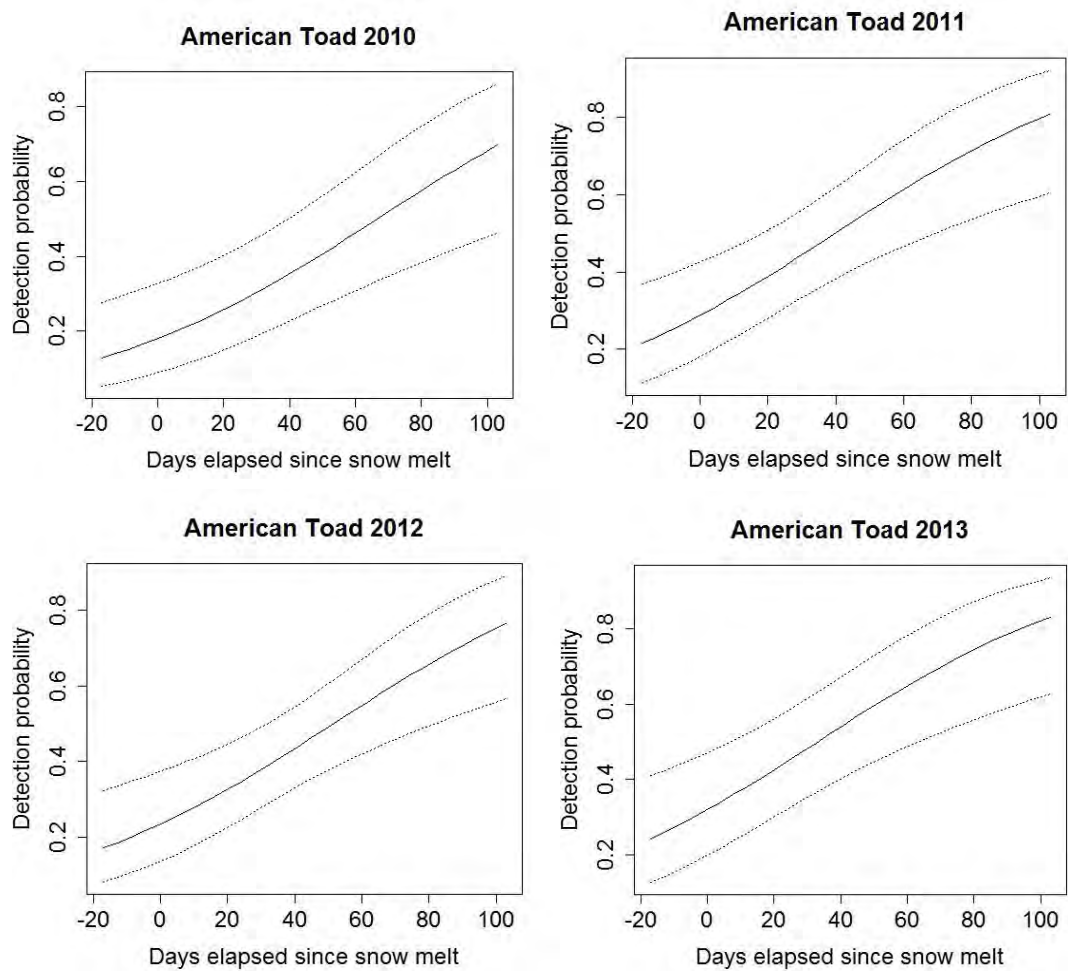 American Toad 2010
Detection probability
0.2 0.4 0.6 0.8
-20 0 20 40 60 80 100
Days elapsed since snow melt
American Toad 2011
Detection probability
0.2 0.4 0.6 0.8
-20 0 20 40 60 80 100
Days elapsed since snow melt
American Toad 2012
Detection probability
0.2 0.4 0.6 0.8
-20 0 20 40 60 80 100
Days elapsed since snow melt
American Toad 2013
Detection probability
0.2 0.4 0.6 0.8
-20 0 20 40 60 80 100
Days elapsed since snow melt